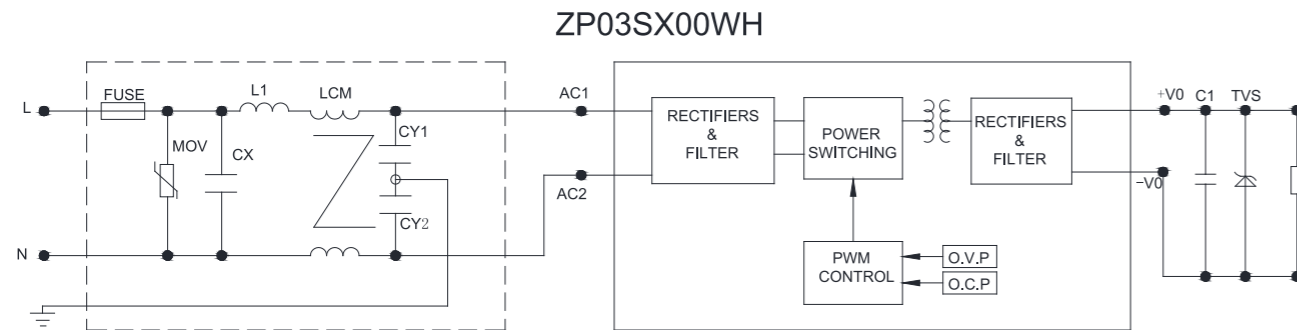 ZP03SX00WH
FUSE
L1
LCM
AC1
+V0
C1
TVS
L
MOV
CX
CY1
RECTIFIERS
&
FILTER
POWER
SWITCHING
RECTIFIERS
&
FILTER
AC2
-V0
CY2
N
PWM
CONTROL
O.V.P
O.C.P